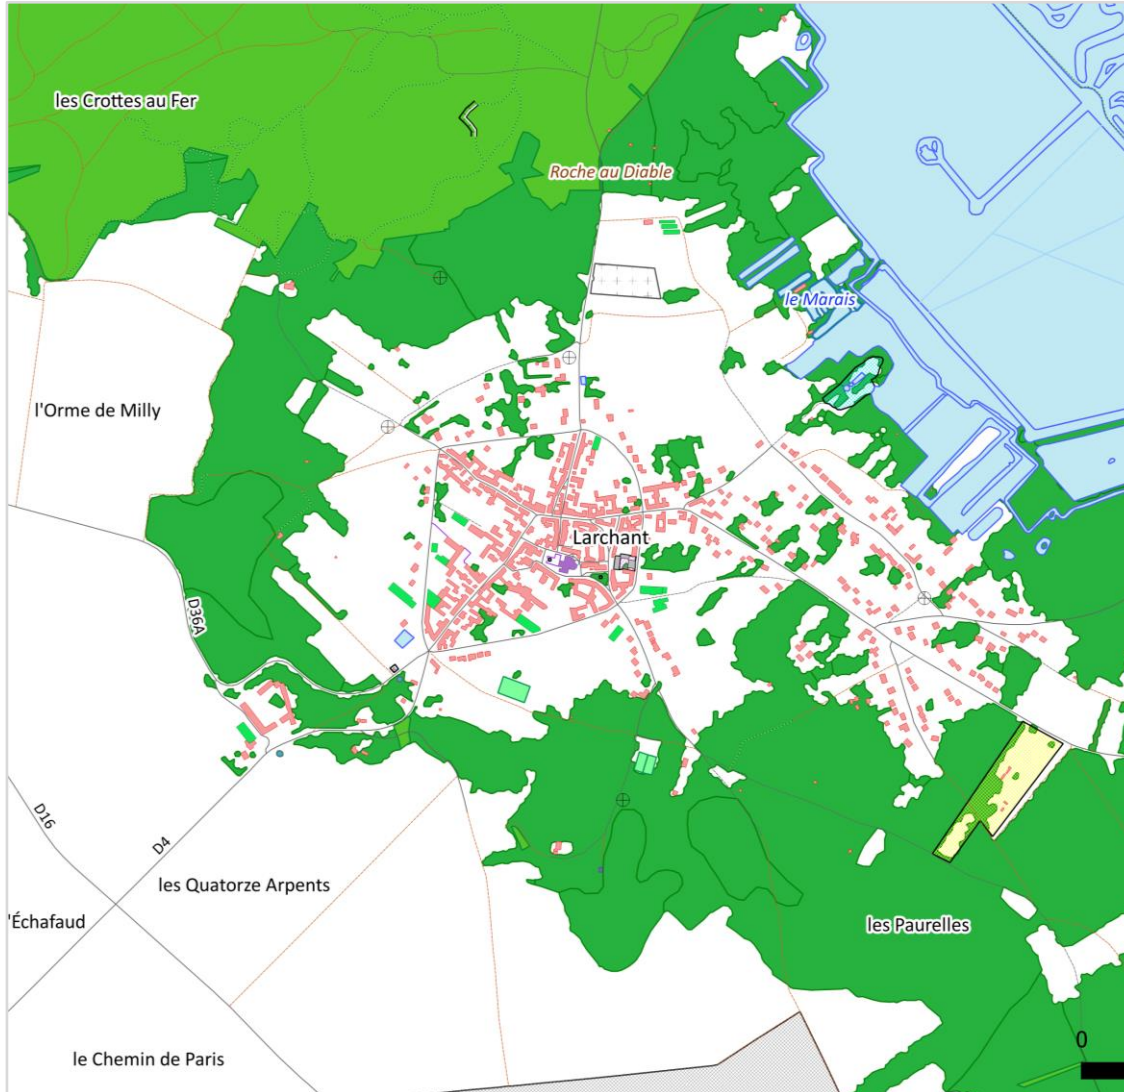 les Crottes au Fer
Roche au Diable
le Marais
l'Orme de Milly
Larchant
D36A
D16
D4
les Quatorze Arpents
'Échafaud
les Paurelles
le Chemin de Paris
0